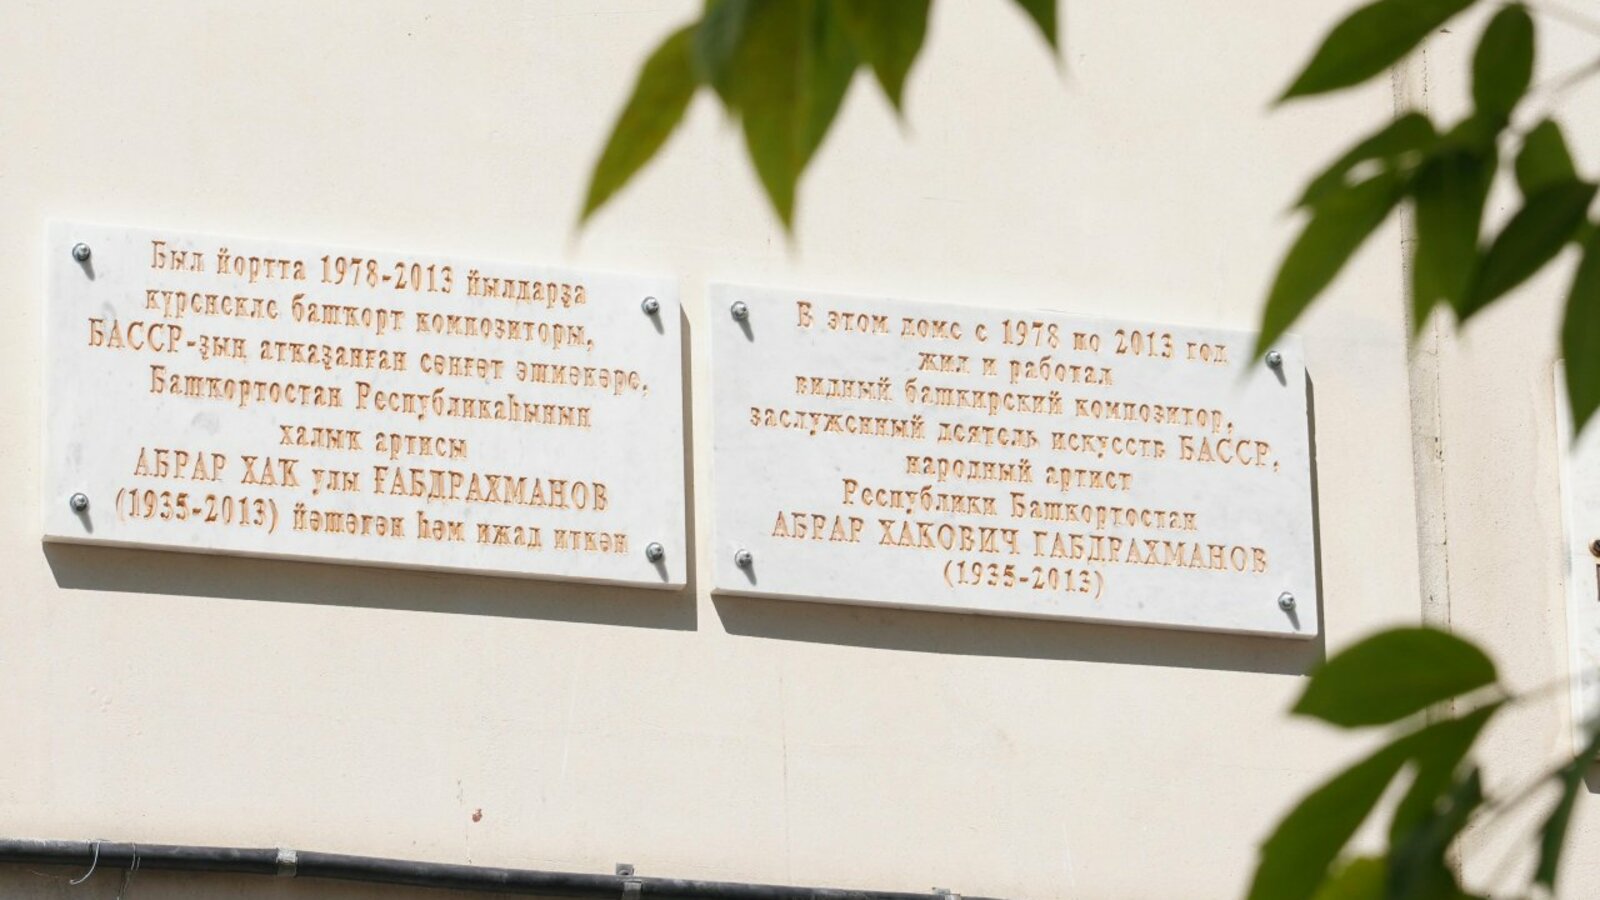 Был йортта 1978-2013 йылдарҙа
күренекле башҡорт композиторы,
БАССР-ҙың атҡаҙанған сәнғәт эшмәкәре,
Башҡортостан Республикаһының
халыҡ артисы
АБРАР ХАК улы ҒАБДРАХМАНОВ
(1935-2013) йәшәгән һәм ижад иткән
В этом доме с 1978 по 2013 год
жил и работал
видный башкирский композитор,
заслуженный деятель искусств БАССР,
народный артист
Республики Башкортостан
АБРАР ХАКОВИЧ ГАБДРАХМАНОВ
(1935-2013)